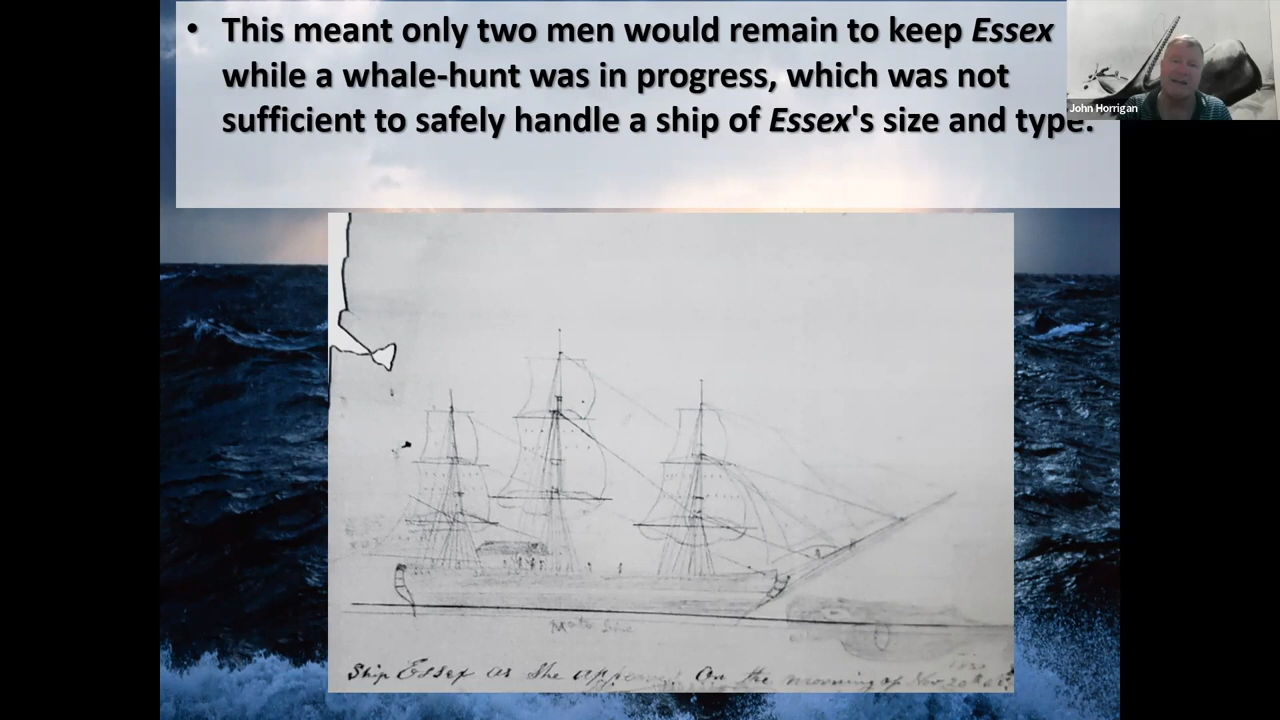 • This meant only two men would remain to keep Essex
while a whale-hunt was in progress, which was not
sufficient to safely handle a ship of Essex's size and type.
John Horrigan
Ship Essex as she On the morning of Nov 20th